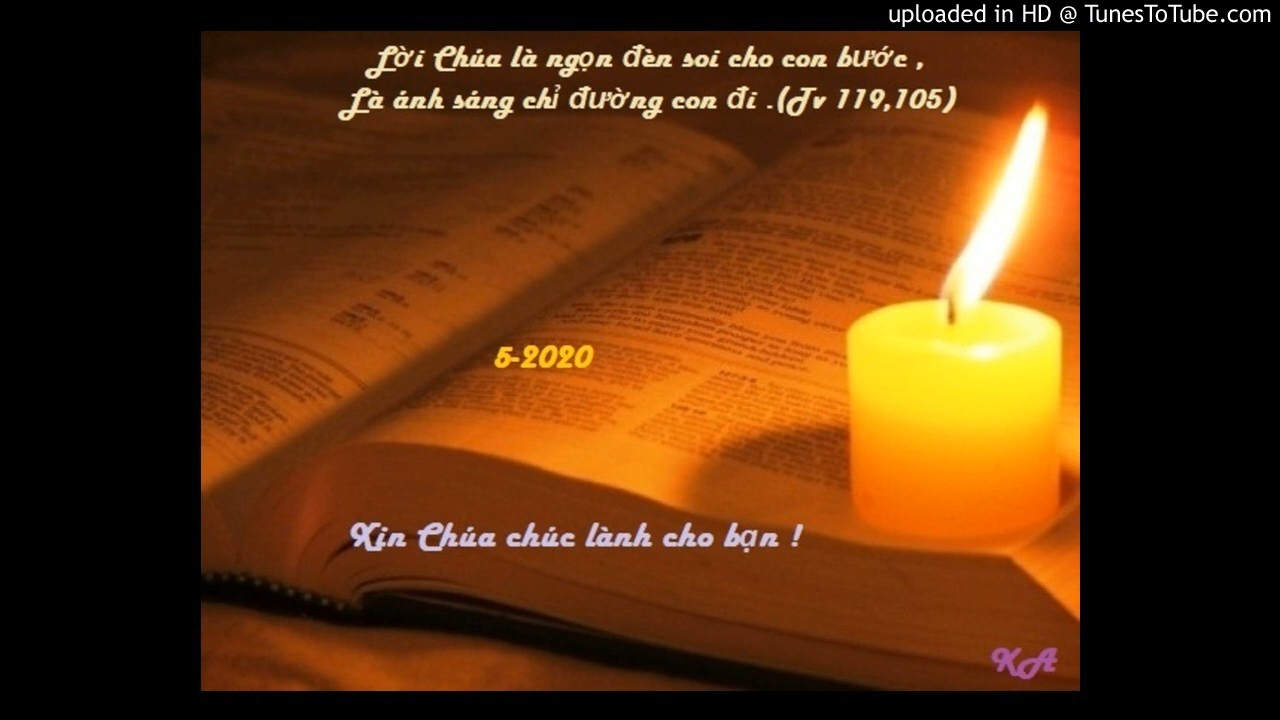 uploaded in HD @ TunesToTube.com
Lời Chúa là ngọn đèn soi cho con bước ,
Là ánh sáng chỉ đường con đi .(Tv 119,105)
5-2020
Xin Chúa chúc lành cho bạn !
KA